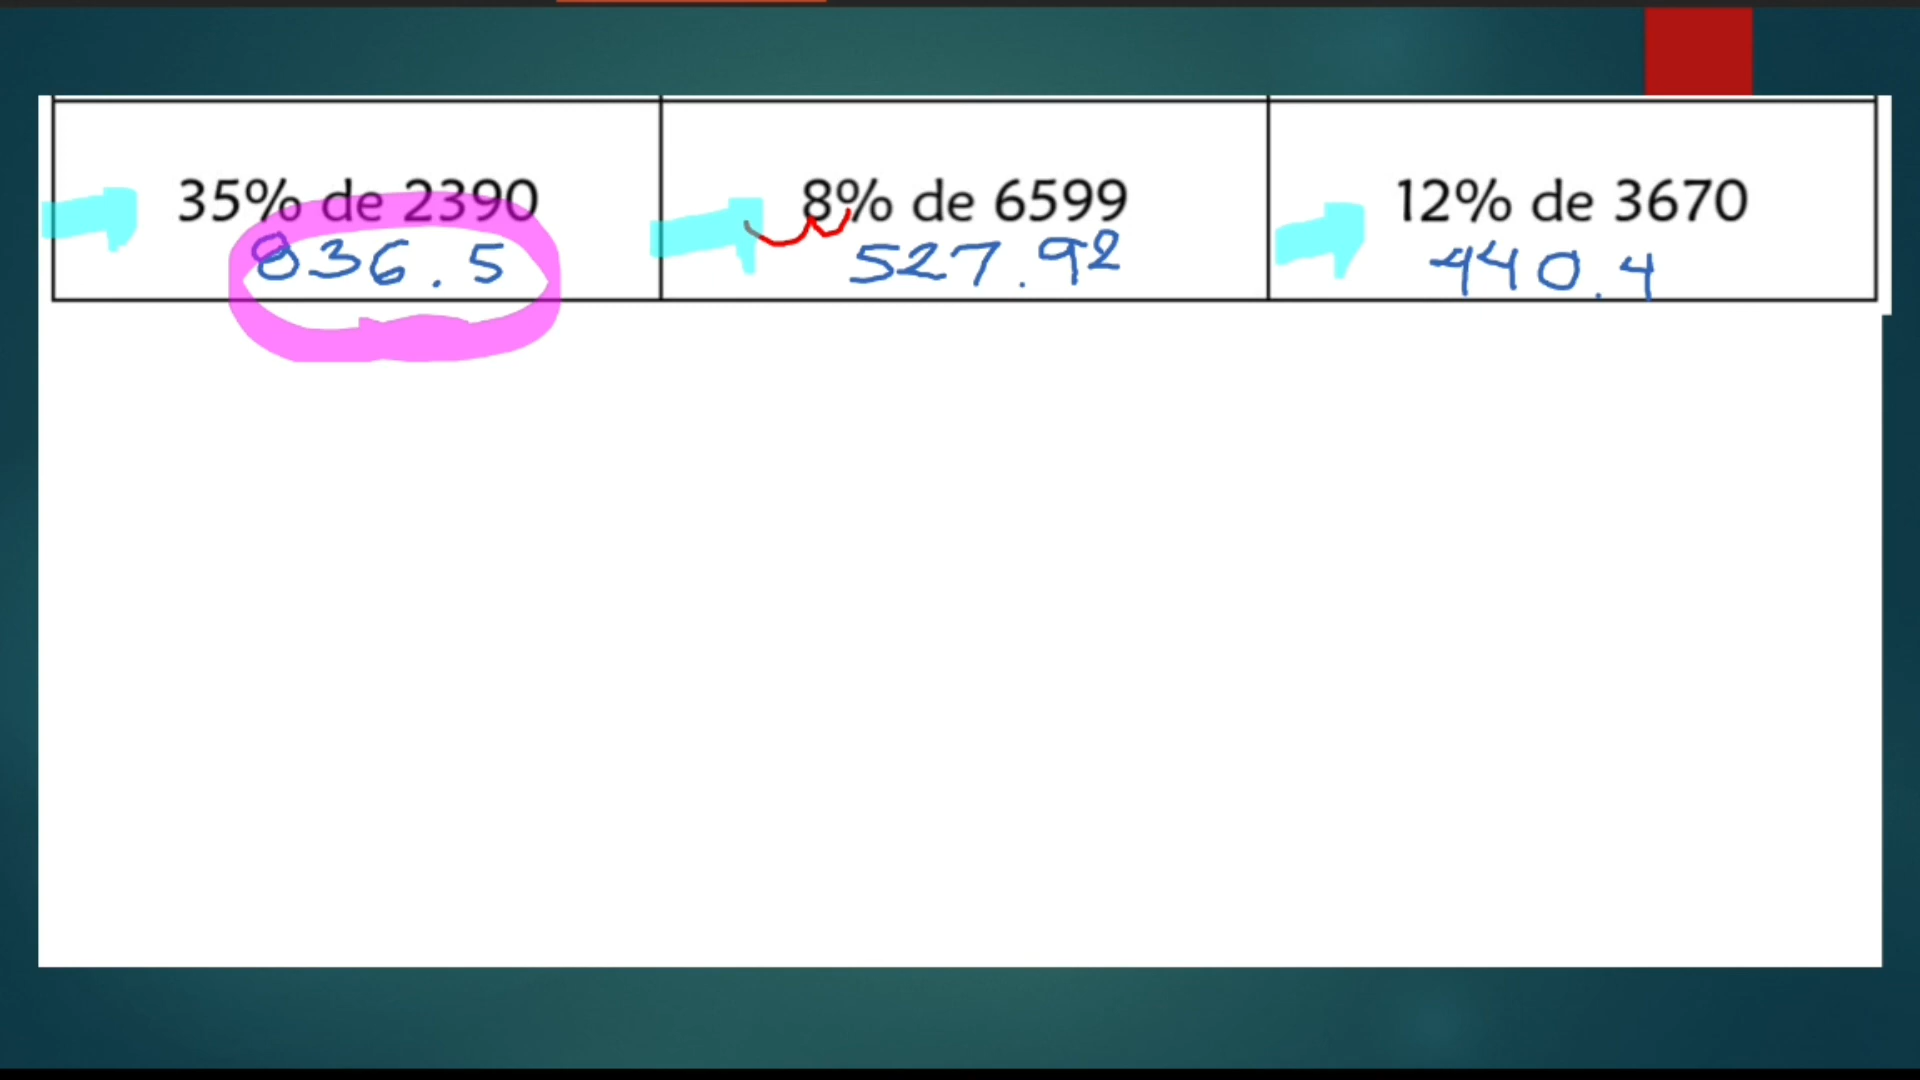 35% de 2390
836.5
8% de 6599
527.92
12% de 3670
440.4